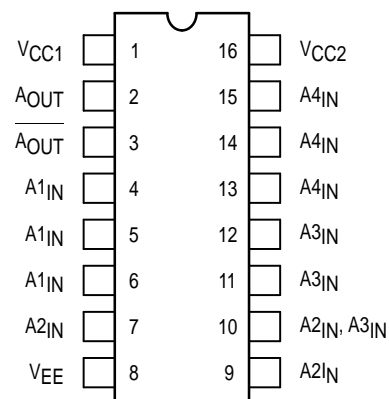 VCC1 1 16 VCC2
AOUT 2 15 A4IN
AOUT 3 14 A4IN
A1IN 4 13 A4IN
A1IN 5 12 A3IN
A1IN 6 11 A3IN
A2IN 7 10 A2IN, A3IN
VEE 8 9 A2IN